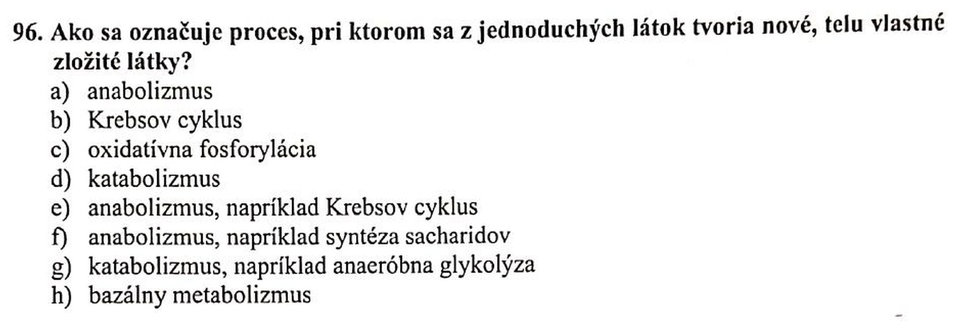 96. Ako sa označuje proces, pri ktorom sa z jednoduchých látok tvoria nové, telu vlastné
zložité látky?
a) anabolizmus
b) Krebsov cyklus
c) oxidatívna fosforylácia
d) katabolizmus
e) anabolizmus, napríklad Krebsov cyklus
f) anabolizmus, napríklad syntéza sacharidov
g) katabolizmus, napríklad anaeróbna glykolýza
h) bazálny metabolizmus